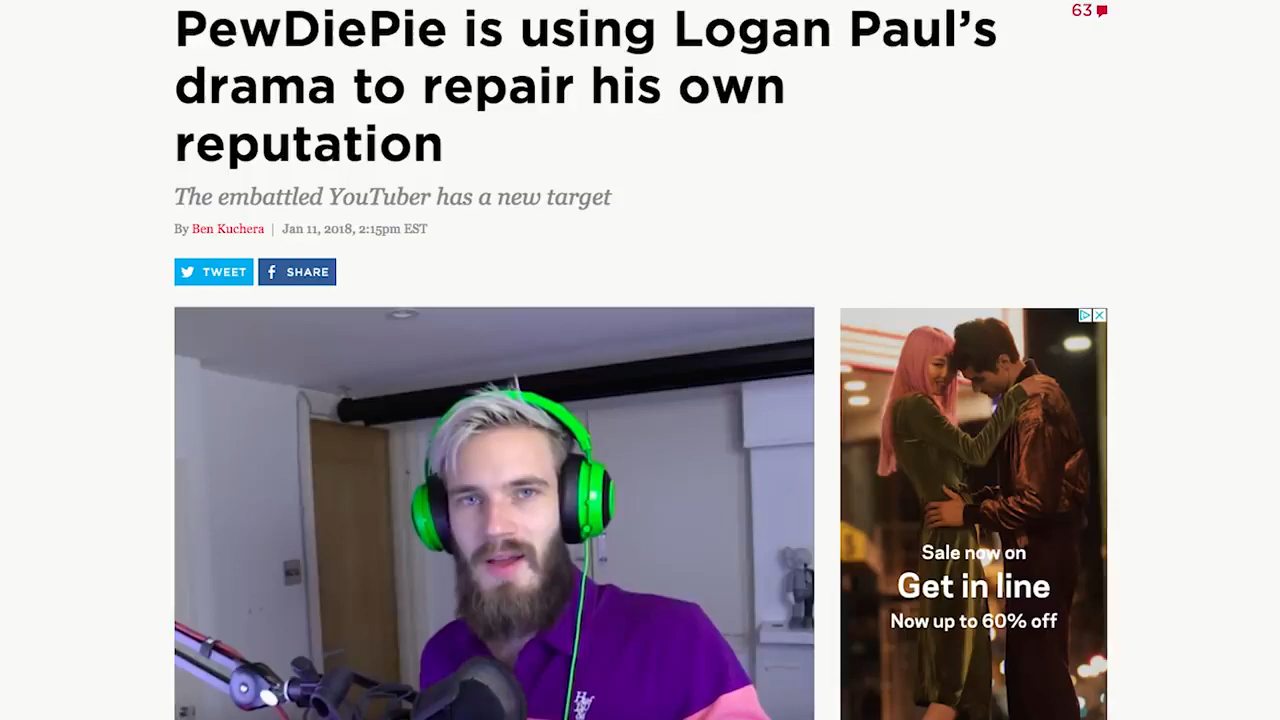 PewDiePie is using Logan Paul’s
63
drama to repair his own
reputation
The embattled YouTuber has a new target
By Ben Kuchera | Jan 11, 2018, 2:15pm EST
TWEET
SHARE
Sale now on
Get in line
Now up to 60% off